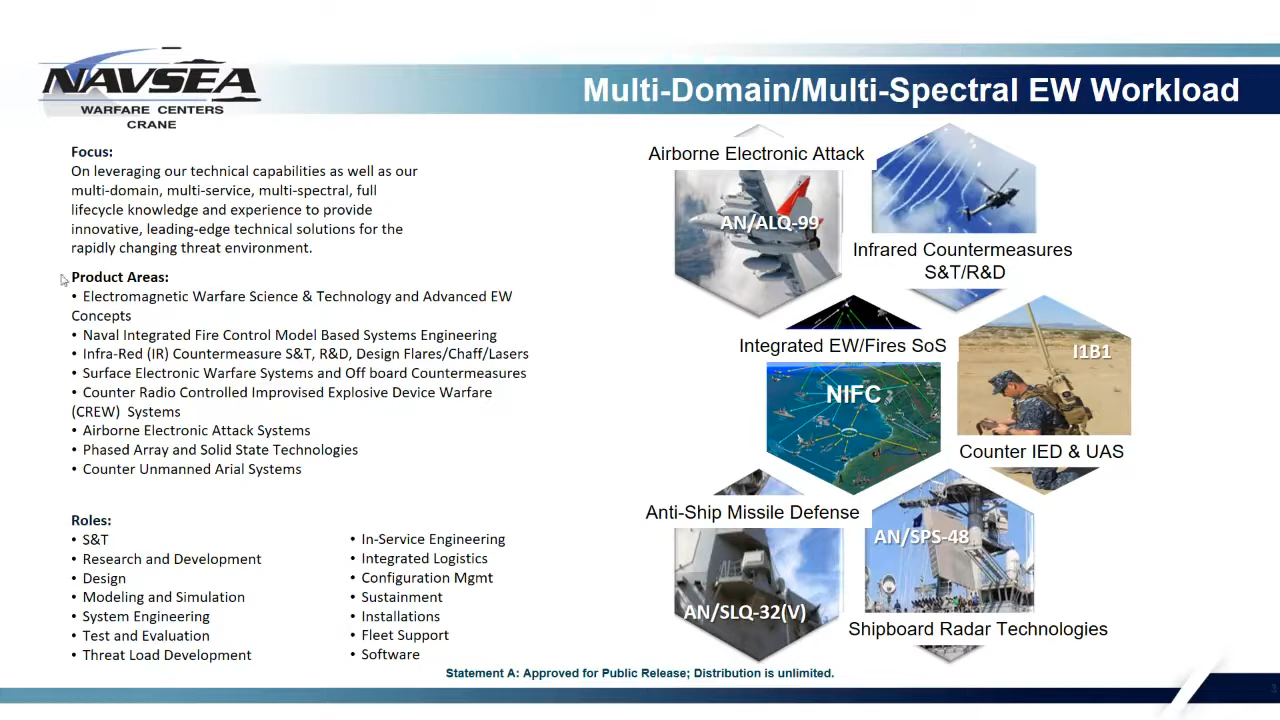 NAVSEA
WARFARE CENTERS
CRANE
Multi-Domain/Multi-Spectral EW Workload
Focus:
On leveraging our technical capabilities as well as our
multi-domain, multi-service, multi-spectral, full
lifecycle knowledge and experience to provide
innovative, leading-edge technical solutions for the
rapidly changing threat environment.
Product Areas:
• Electromagnetic Warfare Science & Technology and Advanced EW
Concepts
• Naval Integrated Fire Control Model Based Systems Engineering
• Infra-Red (IR) Countermeasure S&T, R&D, Design Flares/Chaff/Lasers
• Surface Electronic Warfare Systems and Off board Countermeasures
• Counter Radio Controlled Improvised Explosive Device Warfare
(CREW) Systems
• Airborne Electronic Attack Systems
• Phased Array and Solid State Technologies
• Counter Unmanned Arial Systems
Roles:
• S&T
• Research and Development
• Design
• Modeling and Simulation
• System Engineering
• Test and Evaluation
• Threat Load Development
• In-Service Engineering
• Integrated Logistics
• Configuration Mgmt
• Sustainment
• Installations
• Fleet Support
• Software
Airborne Electronic Attack
AN/ALQ-99
Infrared Countermeasures
S&T/R&D
Integrated EW/Fires SoS
NIFC
I1B1
Counter IED & UAS
Anti-Ship Missile Defense
AN/SLQ-32(V)
AN/SPS-48
Shipboard Radar Technologies
Statement A: Approved for Public Release; Distribution is unlimited.